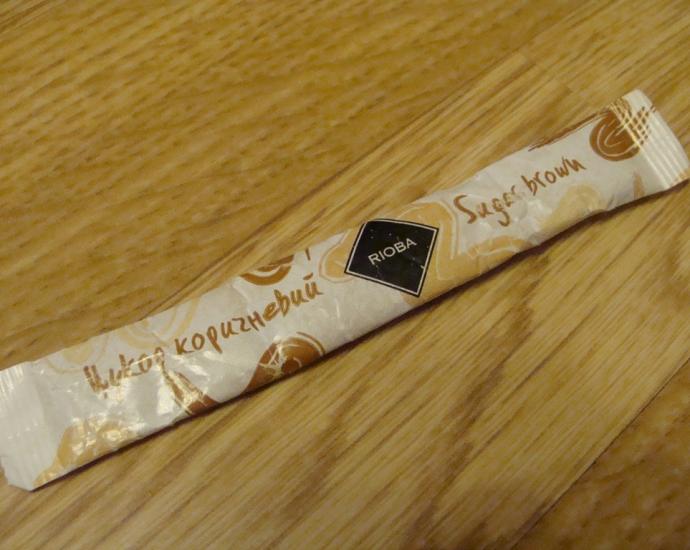 Цукор коричневий
RIOBA
Sugar brown